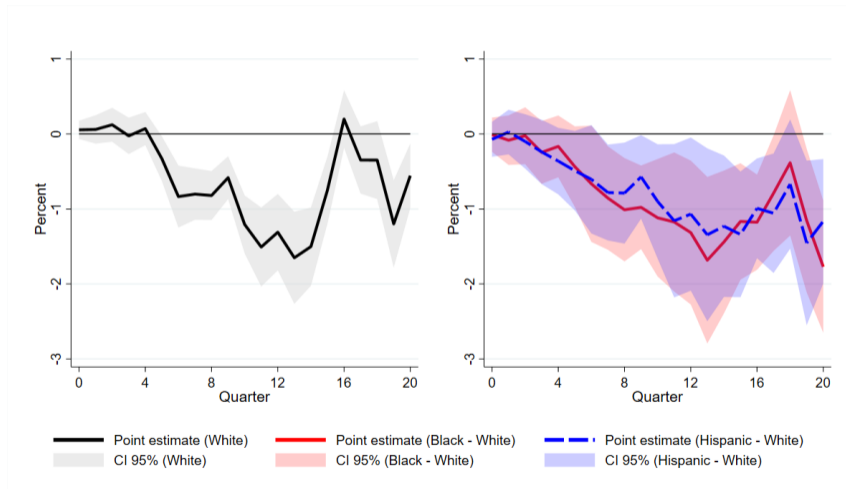 1
0
-1
-2
-3
Percent
0 4 8 12 16 20
Quarter
1
0
-1
-2
-3
Percent
0 4 8 12 16 20
Quarter
Point estimate (White) Point estimate (Black - White) Point estimate (Hispanic - White)
CI 95% (White) CI 95% (Black - White) CI 95% (Hispanic - White)